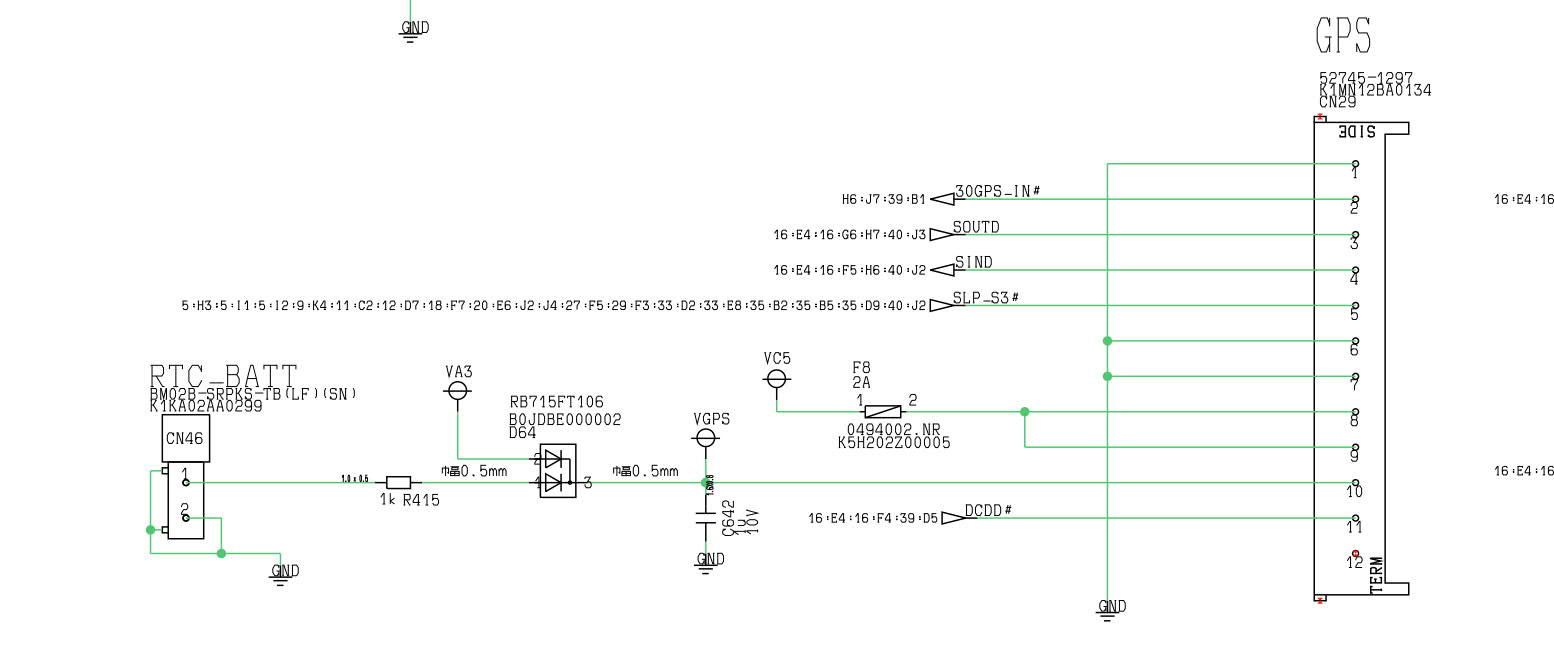 GND
GPS
52745-1297
K1MN12BA0134
CN29
SIDE
1
H6:J7:39:B1
30GPS_IN#
2
16:E4:16
16:E4:16:G6:H7:40:J3
SOUTD
3
16:E4:16:F5:H6:40:J2
SIND
4
5:H3:5:I1:5:I2:9:K4:11:C2:12:D7:18:F7:20:E6:J2:J4:27:F5:29:F3:33:D2:33:E8:35:B2:35:B5:35:D9:40:J2
SLP_S3#
5
6
7
RTC_BATT
BM02B-SRPKS-TB(LF)(SN)
K1KA02AA0299
CN46
1
2
VA3
RB715FT106
B0JDBE000002
D64
2
1
3
VC5
F8
2A
1
2
0494002.NR
K5H202Z00005
8
9
VGPS
1.0 x 0.5
1k R415
0.5mm
0.5mm
10
16:E4:16
C642
1U
10V
GND
16:E4:16:F4:39:D5
DCDD#
11
12
TERM
GND
GND